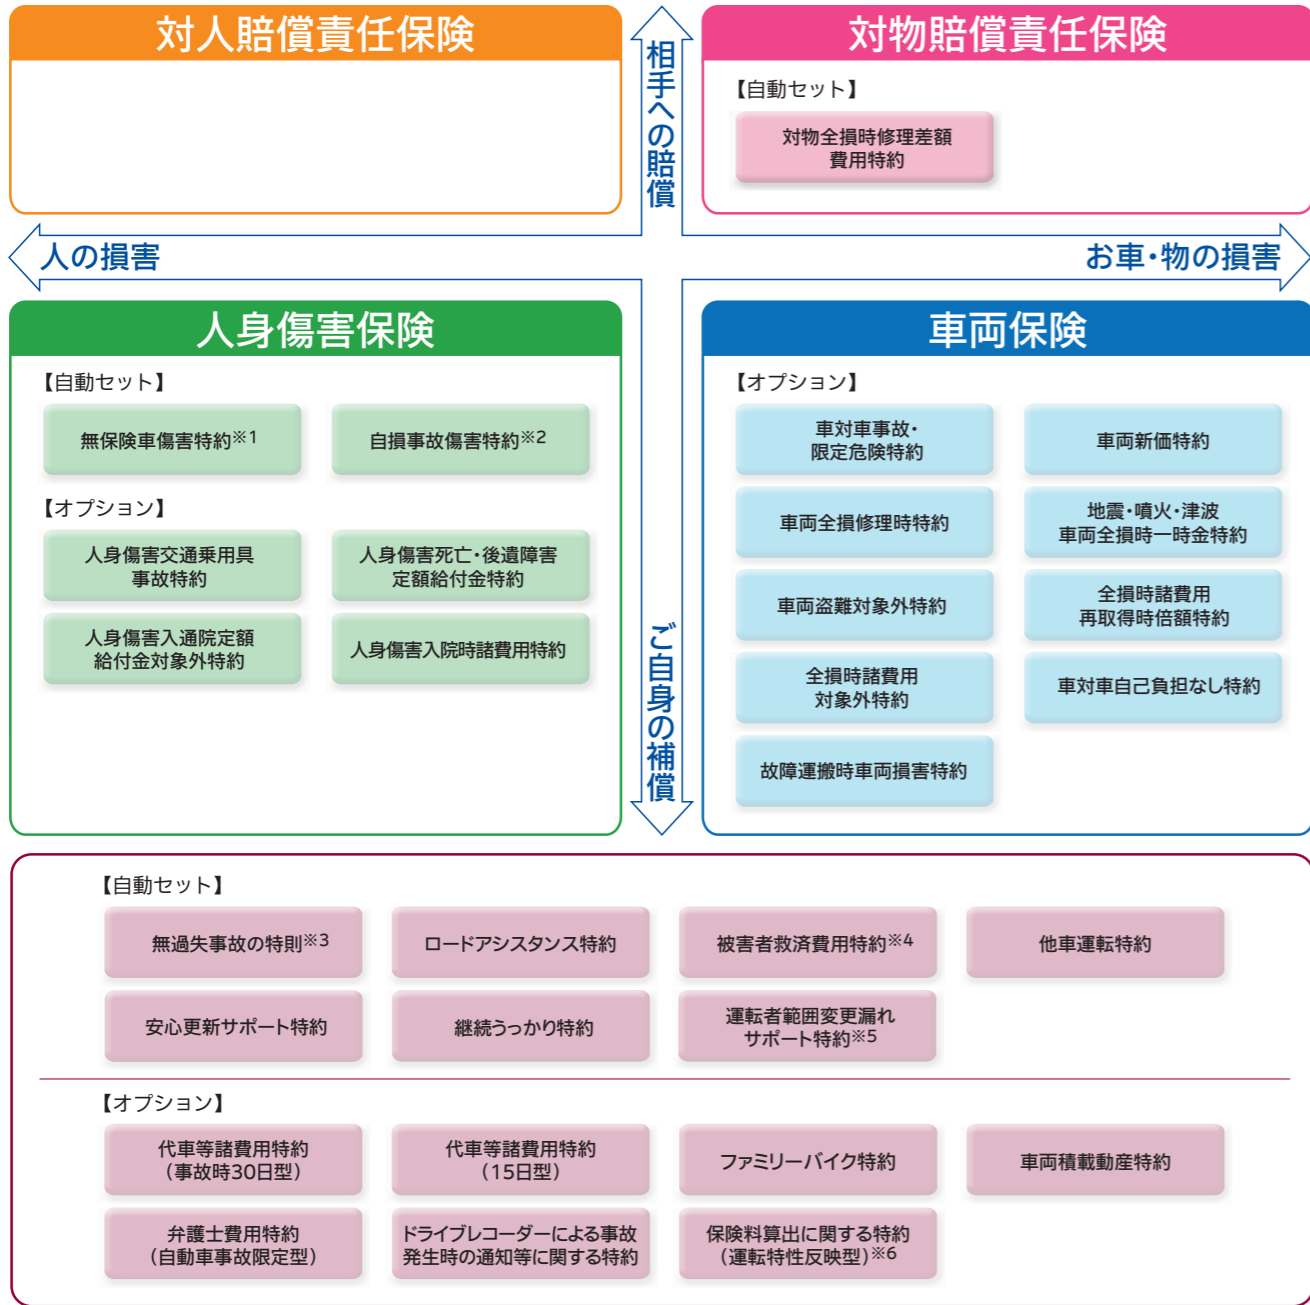 対人賠償責任保険
相手への賠償
対物賠償責任保険
【自動セット】
対物全損時修理差額
費用特約
人の損害
お車・物の損害
人身傷害保険
【自動セット】
無保険車傷害特約※1
自損事故傷害特約※2
【オプション】
人身傷害交通乗用具
事故特約
人身傷害死亡・後遺障害
定額給付金特約
人身傷害入通院定額
給付金対象外特約
人身傷害入院時諸費用特約
ご自身の補償
車両保険
【オプション】
車対車事故・
限定危険特約
車両新価特約
車両全損修理時特約
地震・噴火・津波
車両全損時一時金特約
車両盗難対象外特約
全損時諸費用
再取得時倍額特約
全損時諸費用
対象外特約
車対車自己負担なし特約
故障運搬時車両損害特約
【自動セット】
無過失事故の特則※3
ロードアシスタンス特約
被害者救済費用特約※4
他車運転特約
安心更新サポート特約
継続うっかり特約
運転者範囲変更漏れ
サポート特約※5
【オプション】
代車等諸費用特約
（事故時30日型）
代車等諸費用特約
（15日型）
ファミリーバイク特約
車両積載動産特約
弁護士費用特約
（自動車事故限定型）
ドライブレコーダーによる事故
発生時の通知等に関する特約
保険料算出に関する特約
（運転特性反映型）※6